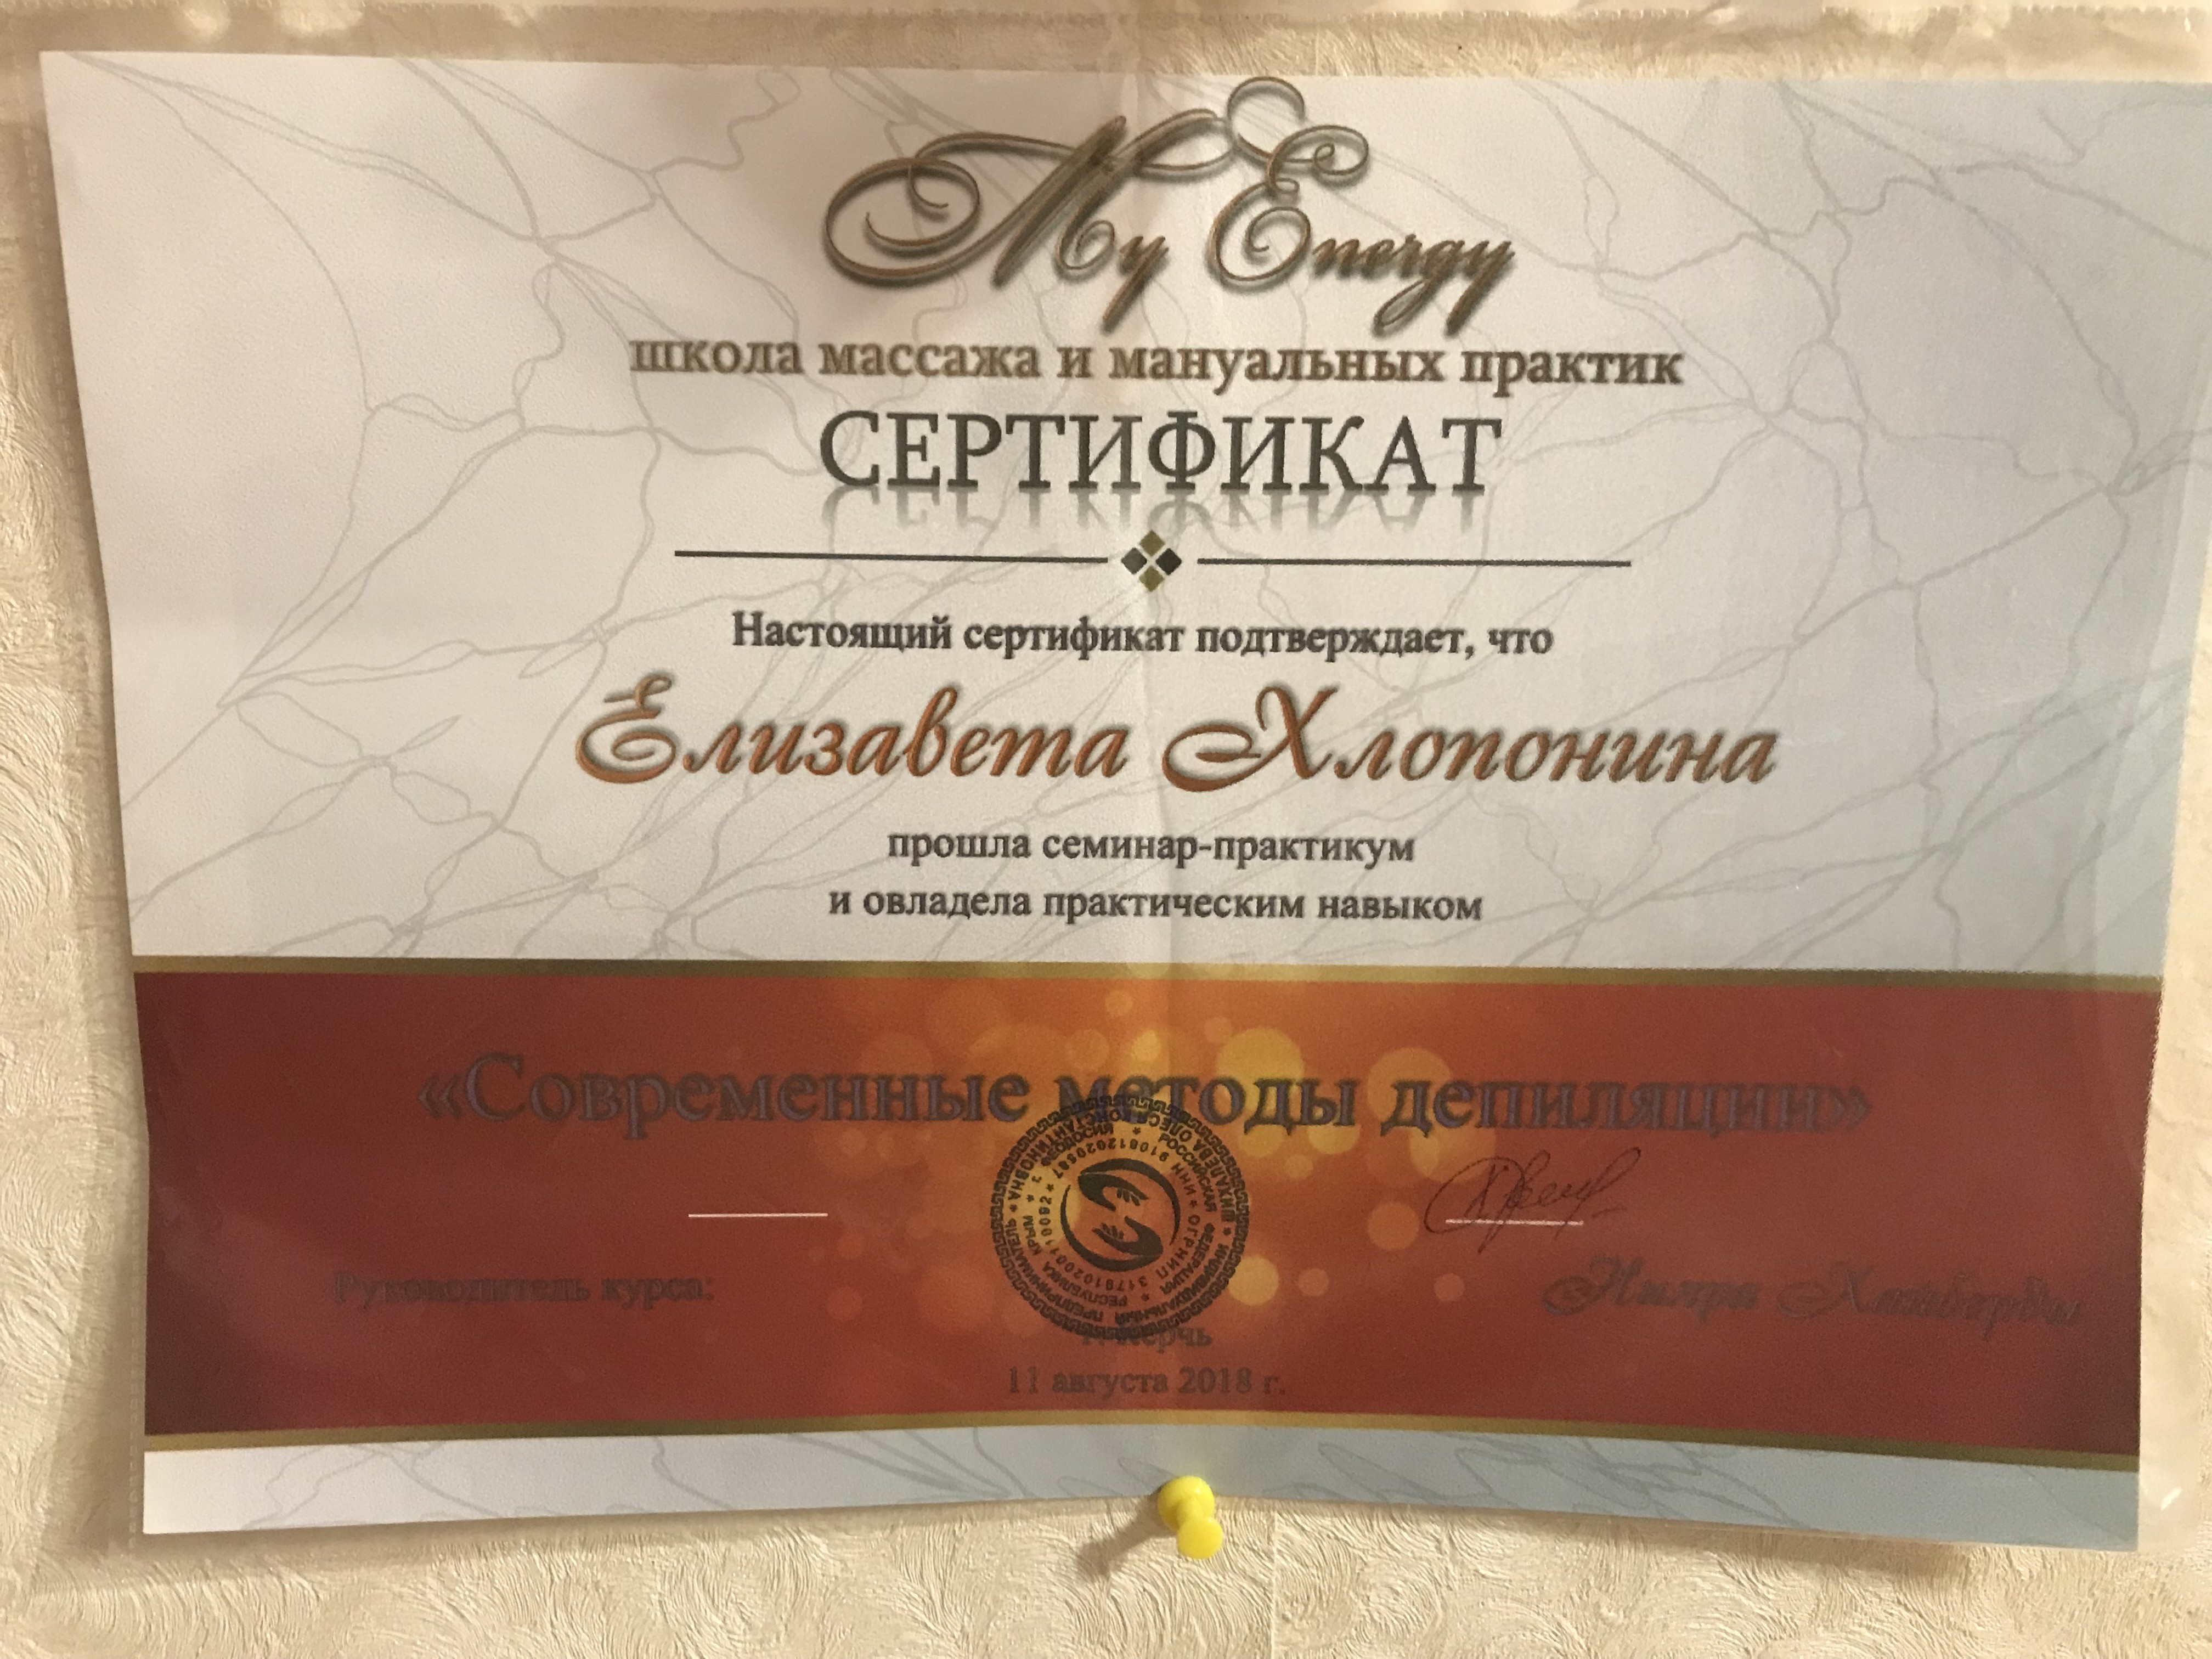 My Energy
школа массажа и мануальных практик
СЕРТИФИКАТ
Настоящий сертификат подтверждает, что
Елизавета Хлопонина
прошла семинар-практикум
и овладела практическим навыком
«Современные методы депиляции»
Руководитель курса:
г. Керчь
11 августа 2018 г.